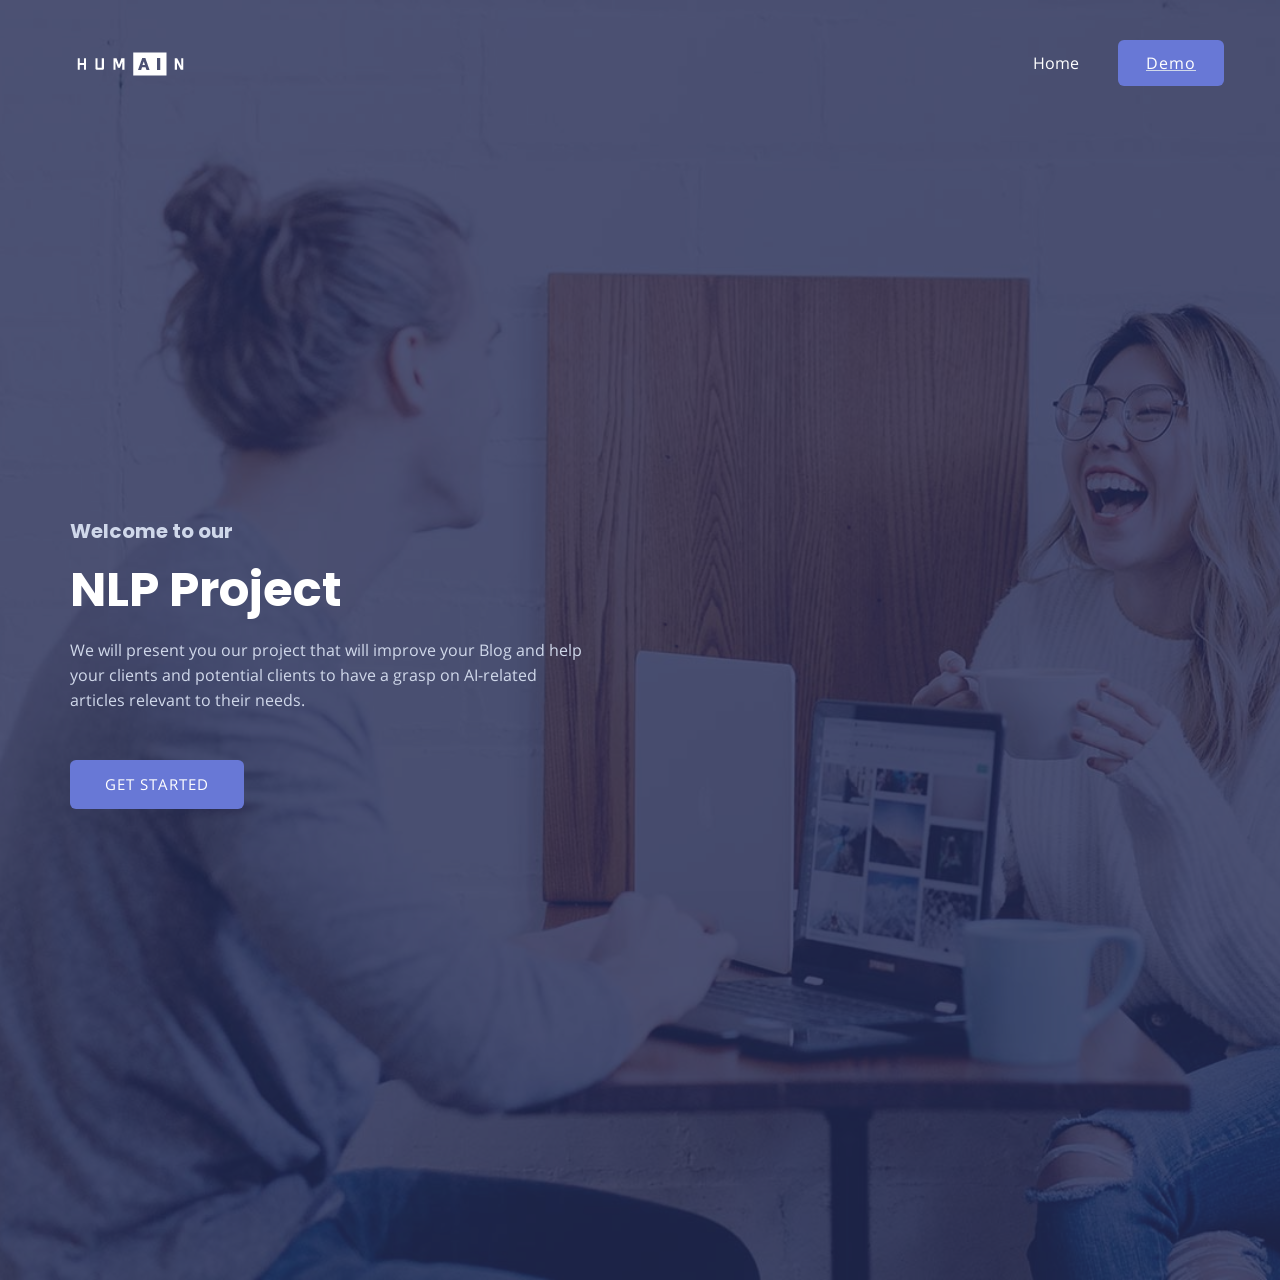 HUMAIN
Home
Demo
Welcome to our
NLP Project
We will present you our project that will improve your Blog and help
your clients and potential clients to have a grasp on AI-related
articles relevant to their needs.
GET STARTED